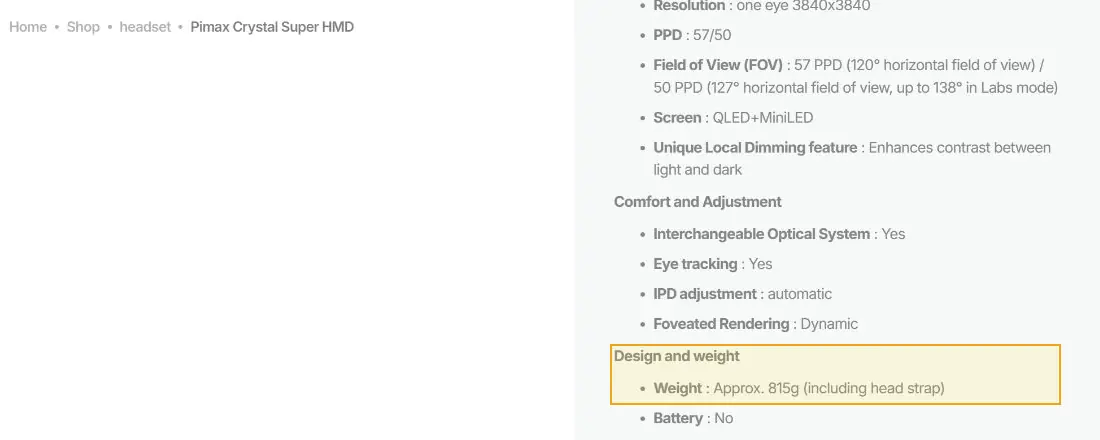 Home • Shop • headset • Pimax Crystal Super HMD
• Resolution : one eye 3840x3840
• PPD : 57/50
• Field of View (FOV) : 57 PPD (120° horizontal field of view) /
50 PPD (127° horizontal field of view, up to 138° in Labs mode)
• Screen : QLED+MiniLED
• Unique Local Dimming feature : Enhances contrast between
light and dark
Comfort and Adjustment
• Interchangeable Optical System : Yes
• Eye tracking : Yes
• IPD adjustment : automatic
• Foveated Rendering : Dynamic
Design and weight
• Weight : Approx. 815g (including head strap)
• Battery : No